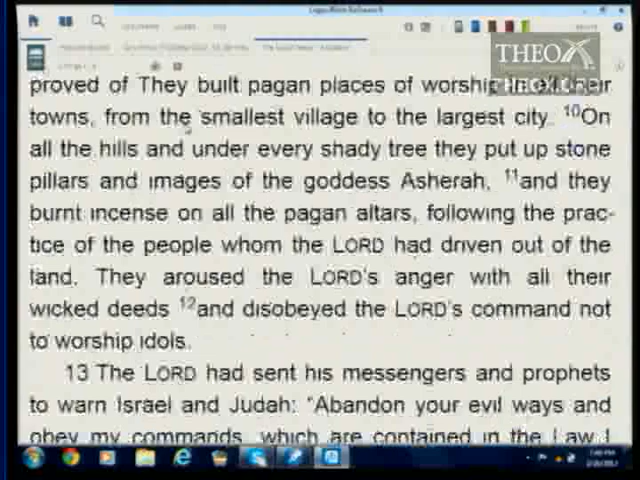 Logos Bible Software 4
THEO
proved of They built pagan places of worship in all their
towns, from the smallest village to the largest city. 10On
all the hills and under every shady tree they put up stone
pillars and images of the goddess Asherah, 11and they
burnt incense on all the pagan altars, following the prac-
tice of the people whom the LORD had driven out of the
land. They aroused the LORD's anger with all their
wicked deeds 12and disobeyed the LORD's command not
to worship idols.
13 The LORD had sent his messengers and prophets
to warn Israel and Judah: “Abandon your evil ways and
obey my commands, which are contained in the Law I